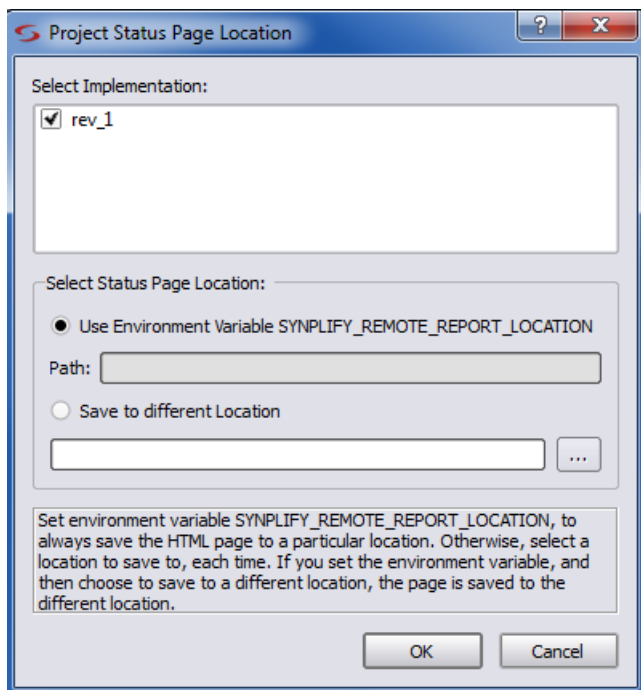 Project Status Page Location
Select Implementation:
rev_1
Select Status Page Location:
Use Environment Variable SYNPLIFY_REMOTE_REPORT_LOCATION
Path:
Save to different Location
...
Set environment variable SYNPLIFY_REMOTE_REPORT_LOCATION, to
always save the HTML page to a particular location. Otherwise, select a
location to save to, each time. If you set the environment variable, and
then choose to save to a different location, the page is saved to the
different location.
OK Cancel